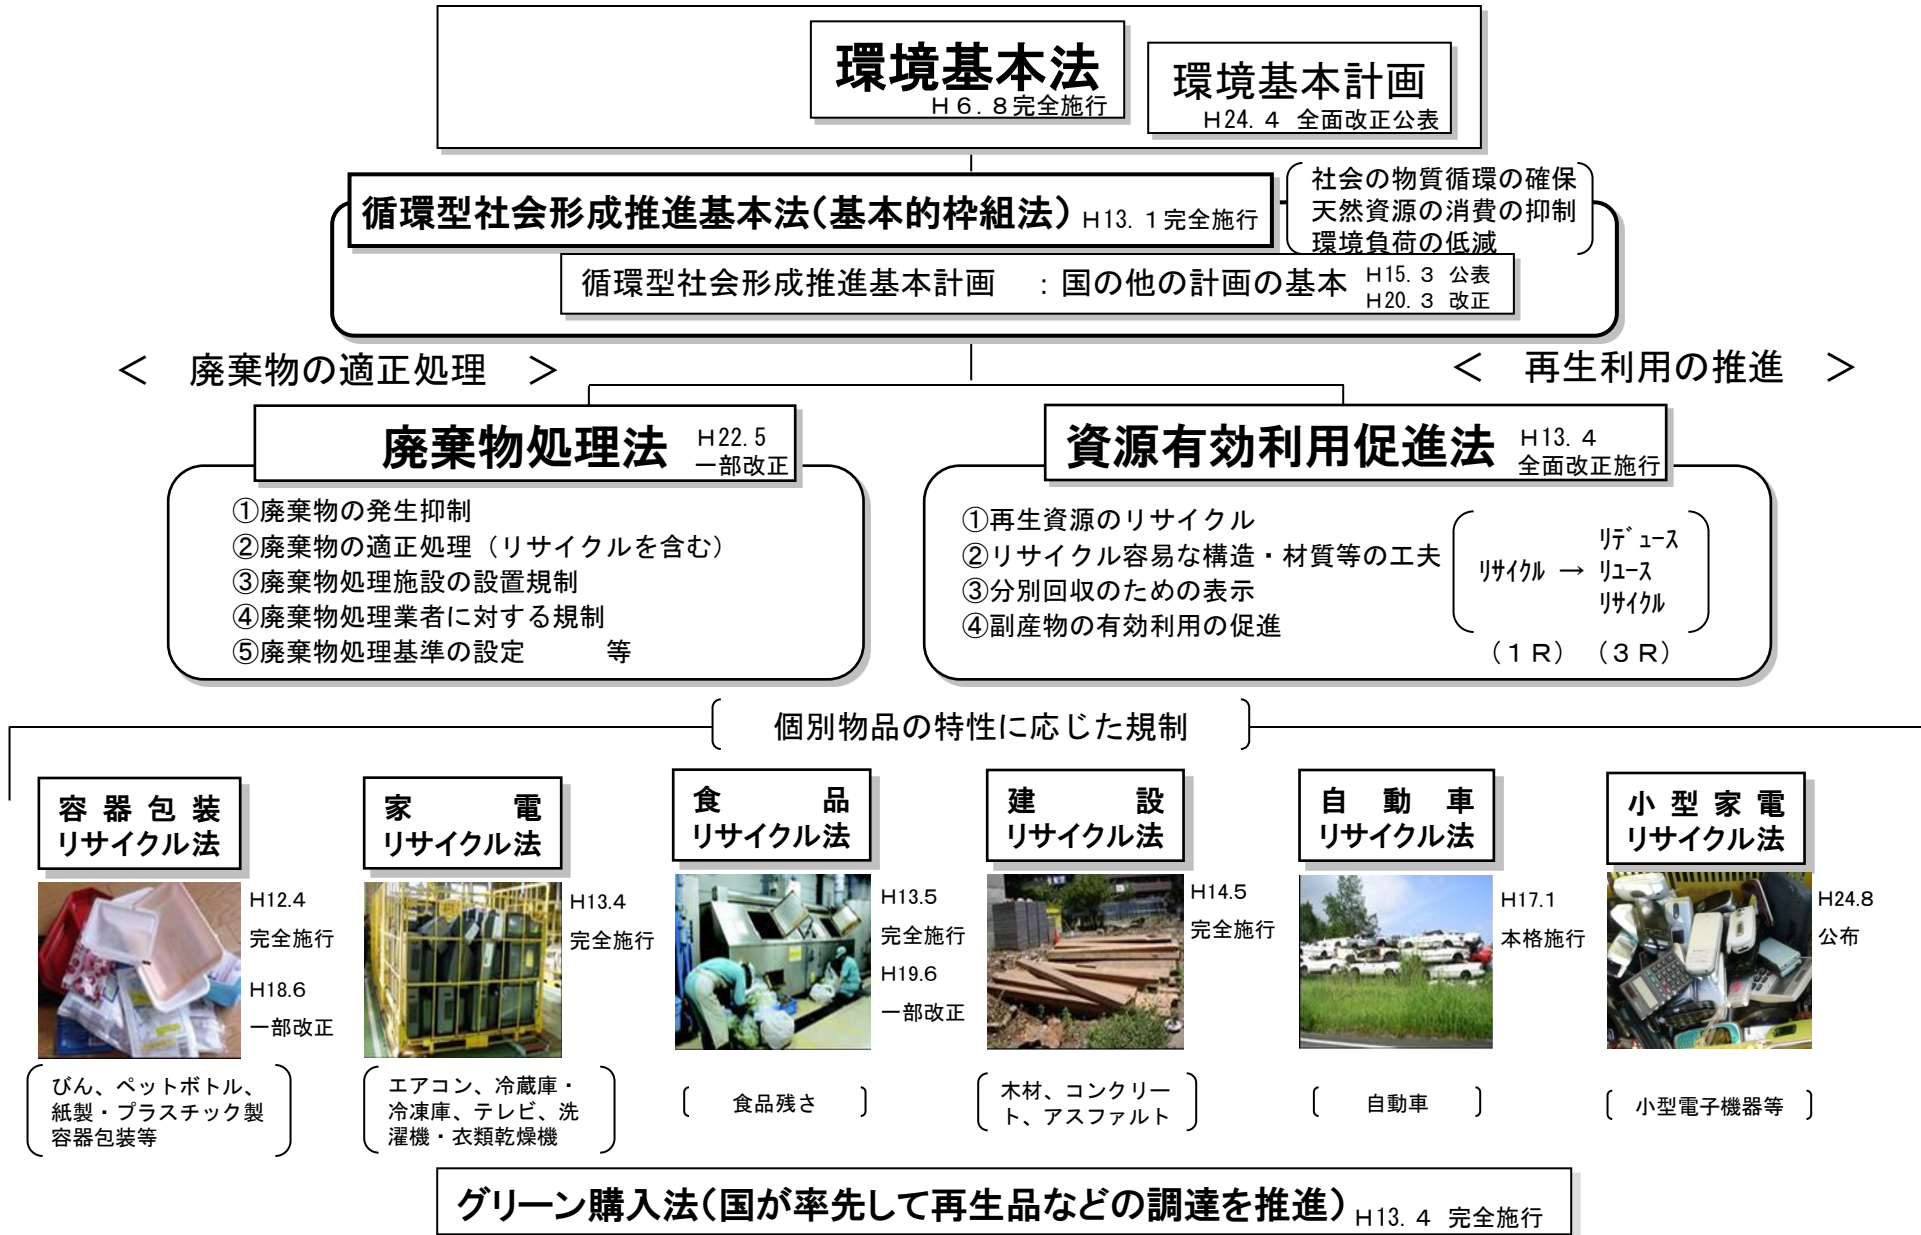 環境基本法
H6.8完全施行
環境基本計画
H24.4 全面改正公表
循環型社会形成推進基本法(基本的枠組法) H13.1完全施行
社会の物質循環の確保
天然資源の消費の抑制
環境負荷の低減
循環型社会形成推進基本計画 :国の他の計画の基本
H15.3 公表
H20.3 改正
< 廃棄物の適正処理 >
< 再生利用の推進 >
廃棄物処理法
H22.5
一部改正
①廃棄物の発生抑制
②廃棄物の適正処理(リサイクルを含む)
③廃棄物処理施設の設置規制
④廃棄物処理業者に対する規制
⑤廃棄物処理基準の設定 等
資源有効利用促進法
H13.4
全面改正施行
①再生資源のリサイクル
②リサイクル容易な構造・材質等の工夫
③分別回収のための表示
④副産物の有効利用の促進
リサイクル →
リデュース
リユース
リサイクル
(1R) (3R)
個別物品の特性に応じた規制
容器包装
リサイクル法
H12.4
完全施行
H18.6
一部改正
びん、ペットボトル、
紙製・プラスチック製
容器包装等
家電
リサイクル法
H13.4
完全施行
エアコン、冷蔵庫・
冷凍庫、テレビ、洗
濯機・衣類乾燥機
食品
リサイクル法
H13.5
完全施行
H19.6
一部改正
食品残さ
建設
リサイクル法
H14.5
完全施行
木材、コンクリー
ト、アスファルト
自動車
リサイクル法
H17.1
本格施行
自動車
小型家電
リサイクル法
H24.8
公布
小型電子機器等
グリーン購入法(国が率先して再生品などの調達を推進) H13.4 完全施行